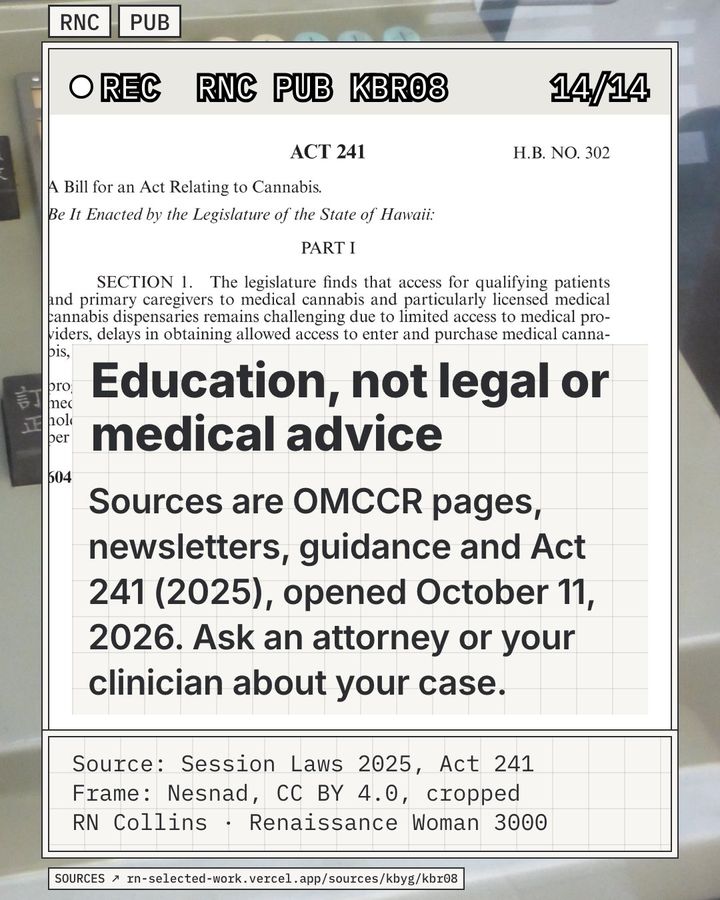 RNC PUB
REC RNC PUB KBR08 14/14
ACT 241 H.B. NO. 302
A Bill for an Act Relating to Cannabis.
Be It Enacted by the Legislature of the State of Hawaii:
PART I
SECTION 1. The legislature finds that access for qualifying patients
and primary caregivers to medical cannabis and particularly licensed medical
cannabis dispensaries remains challenging due to limited access to medical pro-
viders, delays in obtaining allowed access to enter and purchase medical canna-
bis,
per
604
Education, not legal or
medical advice
Sources are OMCCR pages,
newsletters, guidance and Act
241 (2025), opened October 11,
2026. Ask an attorney or your
clinician about your case.
訂正
Source: Session Laws 2025, Act 241
Frame: Nesnad, CC BY 4.0, cropped
RN Collins · Renaissance Woman 3000
SOURCES ↗ rn-selected-work.vercel.app/sources/kbyg/kbr08